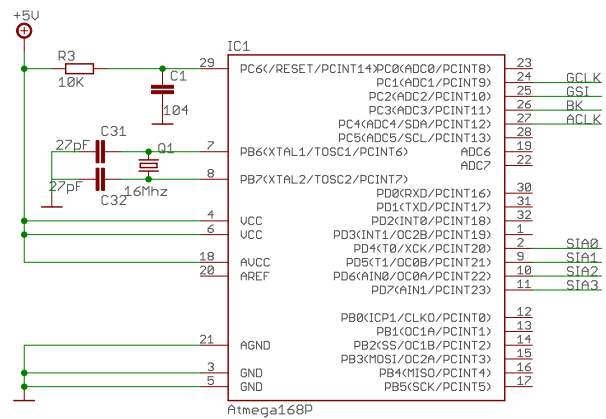 +5V
IC1
R3
10K
C1
104
29 PC6(/RESET/PCINT14) PC0(ADC0/PCINT8) 23
PC1(ADC1/PCINT9) 24 GCLK
PC2(ADC2/PCINT10) 25 GSI
PC3(ADC3/PCINT11) 26 BK
PC4(ADC4/SDA/PCINT12) 27 ACLK
PC5(ADC5/SCL/PCINT13) 28
27pF C31 Q1 7 PB6(XTAL1/TOSC1/PCINT6) ADC6 19
ADC7 22
27pF C32 16Mhz 8 PB7(XTAL2/TOSC2/PCINT7)
PD0(RXD/PCINT16) 30
PD1(TXD/PCINT17) 31
4 VCC PD2(INT0/PCINT18) 32
6 VCC PD3(INT1/OC2B/PCINT19) 1
PD4(T0/XCK/PCINT20) 2 SIA0
18 AVCC PD5(T1/OC0B/PCINT21) 9 SIA1
20 AREF PD6(AIN0/OC0A/PCINT22) 10 SIA2
PD7(AIN1/PCINT23) 11 SIA3
PB0(ICP1/CLKO/PCINT0) 12
PB1(OC1A/PCINT1) 13
21 AGND PB2(SS/OC1B/PCINT2) 14
PB3(MOSI/OC2A/PCINT3) 15
3 GND PB4(MISO/PCINT4) 16
5 GND PB5(SCK/PCINT5) 17
Atmega168P